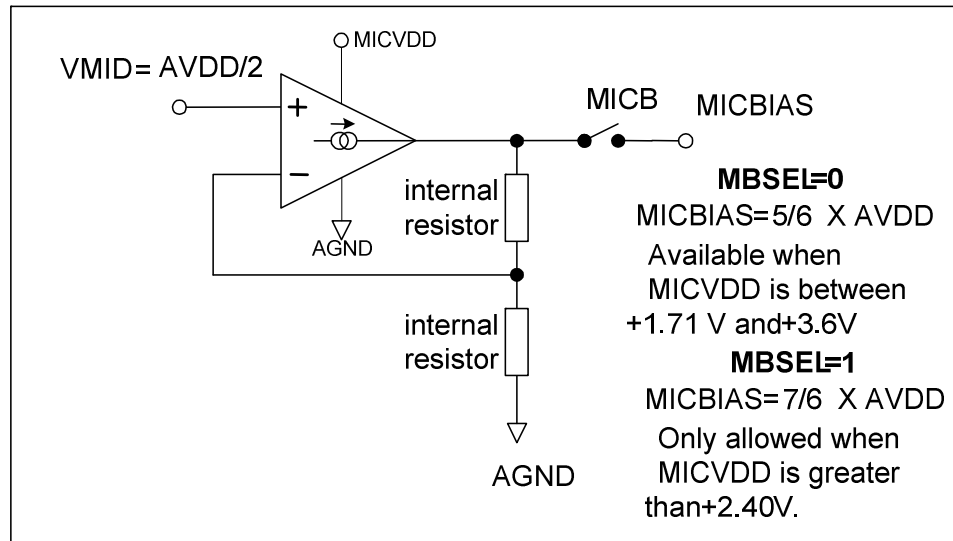 MICVDD
VMID= AVDD/2
+
MICB
MICBIAS
−
AGND
internal
resistor
internal
resistor
AGND
MBSEL=0
MICBIAS=5/6 X AVDD
Available when
MICVDD is between
+1.71 V and+3.6V
MBSEL=1
MICBIAS=7/6 X AVDD
Only allowed when
MICVDD is greater
than+2.40V.